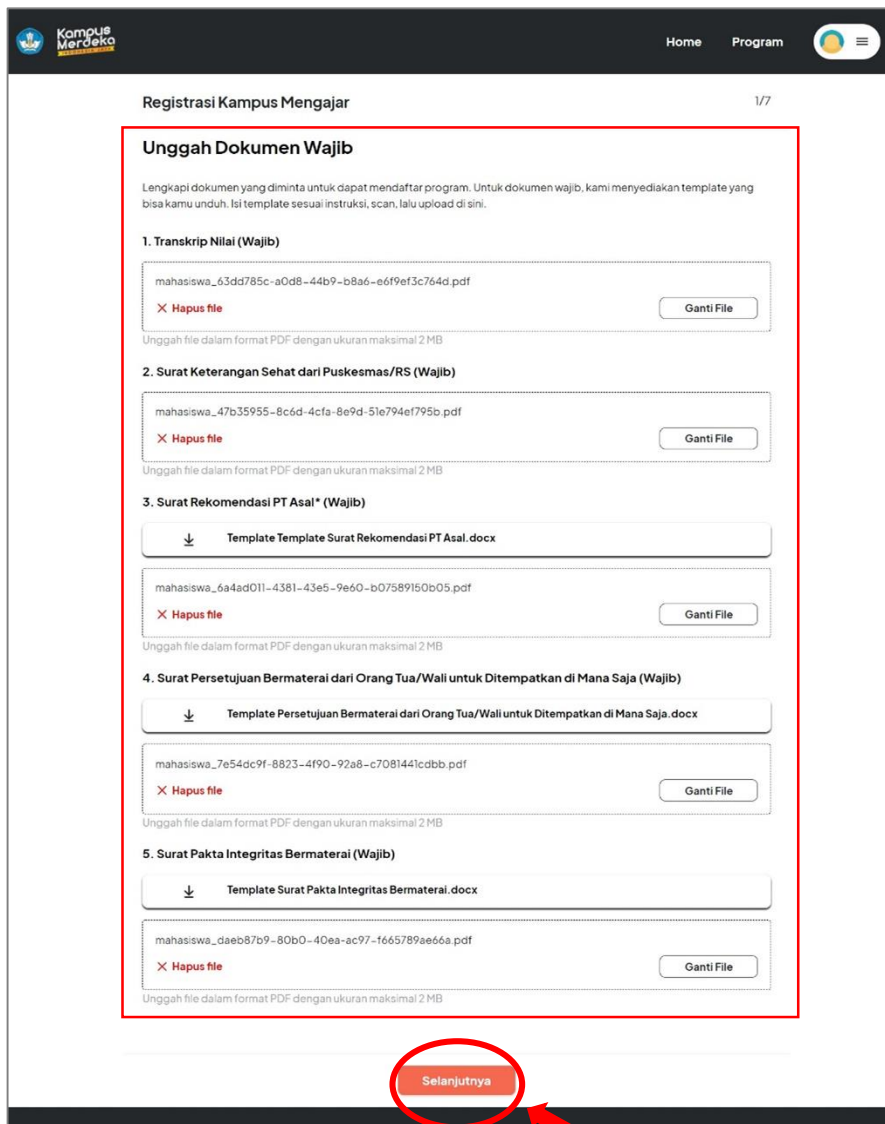 Kampus
Merdeka
INDONESIA JAYA
Home Program
Registrasi Kampus Mengajar 1/7
Unggah Dokumen Wajib
Lengkapi dokumen yang diminta untuk dapat mendaftar program. Untuk dokumen wajib, kami menyediakan template yang
bisa kamu unduh. Isi template sesuai instruksi, scan, lalu upload di sini.
1. Transkrip Nilai (Wajib)
mahasiswa_63dd785c-a0d8-44b9-b8a6-e6f9ef3c764d.pdf
Hapus file Ganti File
Unggah file dalam format PDF dengan ukuran maksimal 2 MB
2. Surat Keterangan Sehat dari Puskesmas/RS (Wajib)
mahasiswa_47b35955-8c6d-4cfa-8e9d-51e794ef795b.pdf
Hapus file Ganti File
Unggah file dalam format PDF dengan ukuran maksimal 2 MB
3. Surat Rekomendasi PT Asal* (Wajib)
Template Template Surat Rekomendasi PT Asal.docx
mahasiswa_6a4ad011-4381-43e5-9e60-b07589150b05.pdf
Hapus file Ganti File
Unggah file dalam format PDF dengan ukuran maksimal 2 MB
4. Surat Persetujuan Bermaterai dari Orang Tua/Wali untuk Ditempatkan di Mana Saja (Wajib)
Template Persetujuan Bermaterai dari Orang Tua/Wali untuk Ditempatkan di Mana Saja.docx
mahasiswa_7e54dc9f-8823-4f90-92a8-c7081441cdbb.pdf
Hapus file Ganti File
Unggah file dalam format PDF dengan ukuran maksimal 2 MB
5. Surat Pakta Integritas Bermaterai (Wajib)
Template Surat Pakta Integritas Bermaterai.docx
mahasiswa_daeb87b9-80b0-40ea-ac97-f665789ae66a.pdf
Hapus file Ganti File
Unggah file dalam format PDF dengan ukuran maksimal 2 MB
Selanjutnya